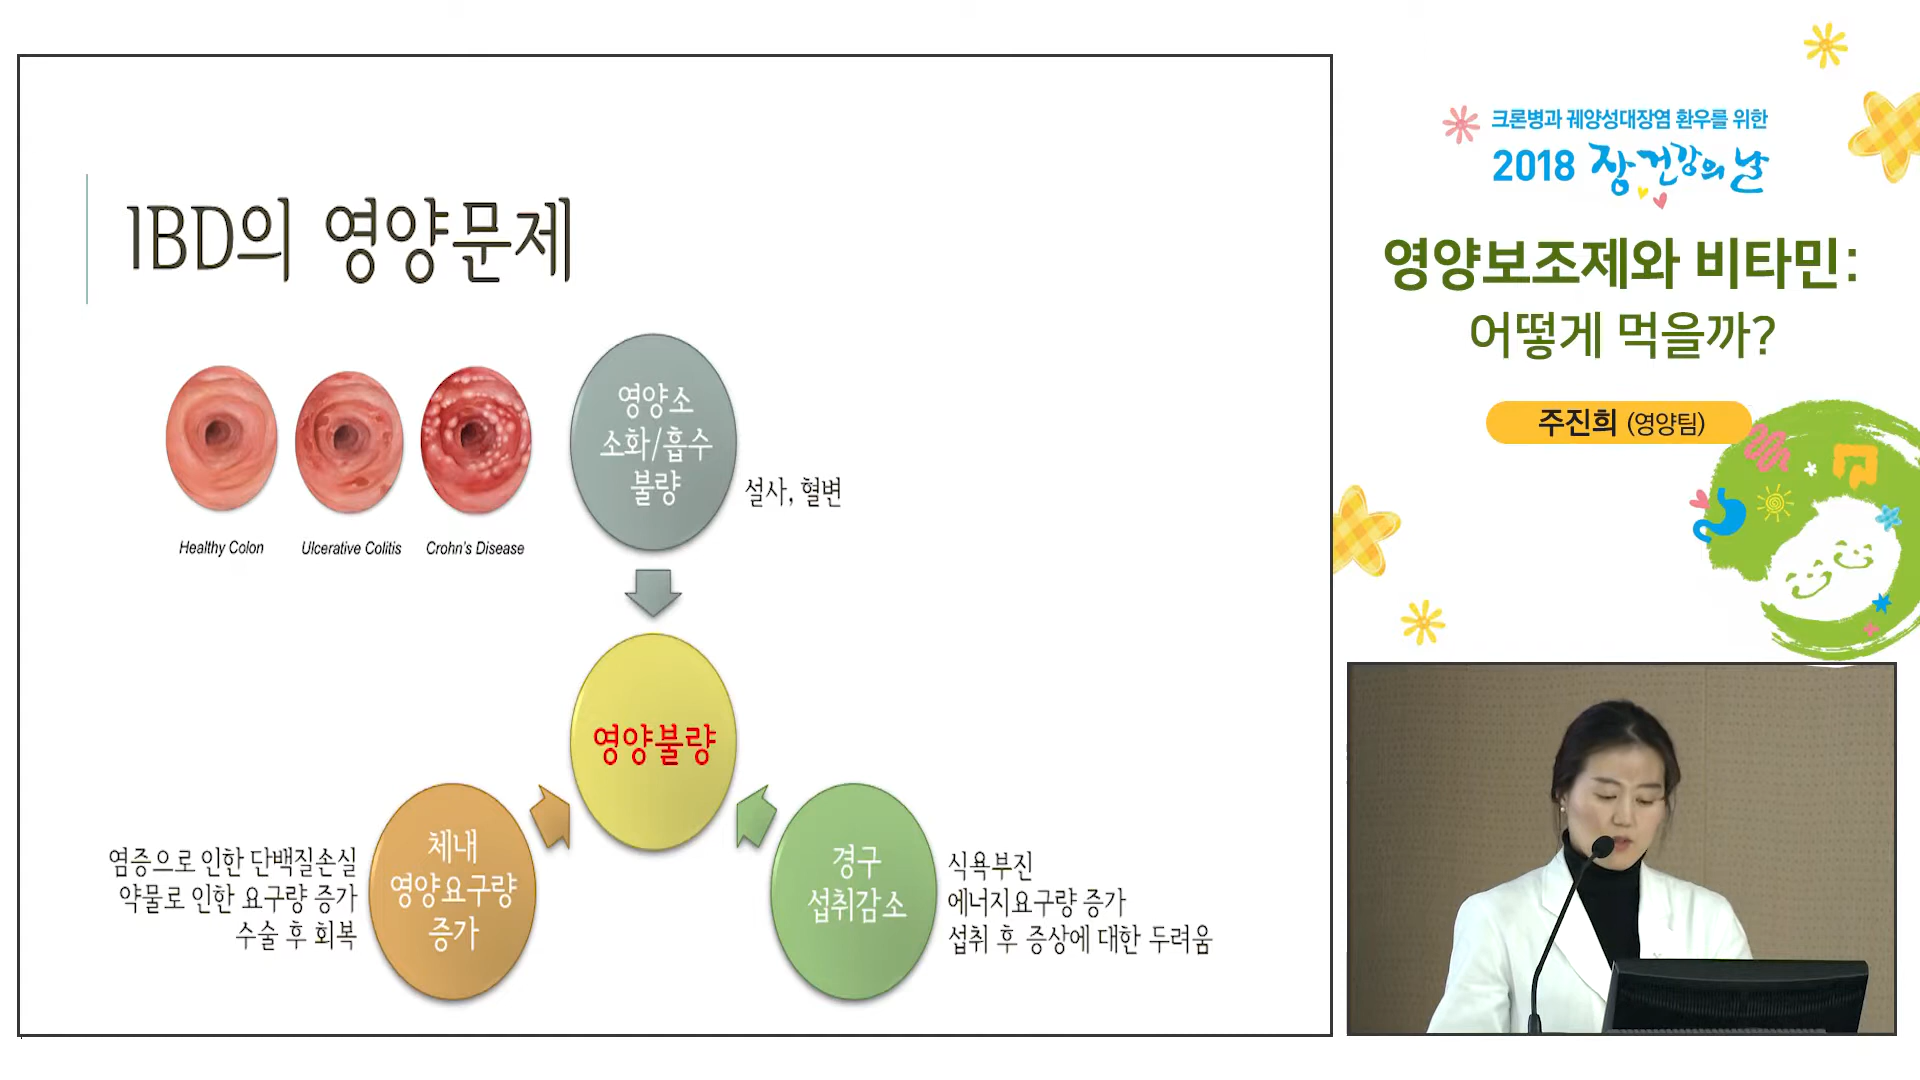 IBD의 영양문제
Healthy Colon
Ulcerative Colitis
Crohn's Disease
영양소
소화/흡수
불량
설사, 혈변
영양불량
염증으로 인한 단백질손실
약물로 인한 요구량 증가
수술 후 회복
체내
영양요구량
증가
경구
섭취감소
식욕부진
에너지요구량 증가
섭취 후 증상에 대한 두려움
크론병과 궤양성대장염 환우를 위한
2018 장건강의 날
영양보조제와 비타민:
어떻게 먹을까?
주진희 (영양팀)